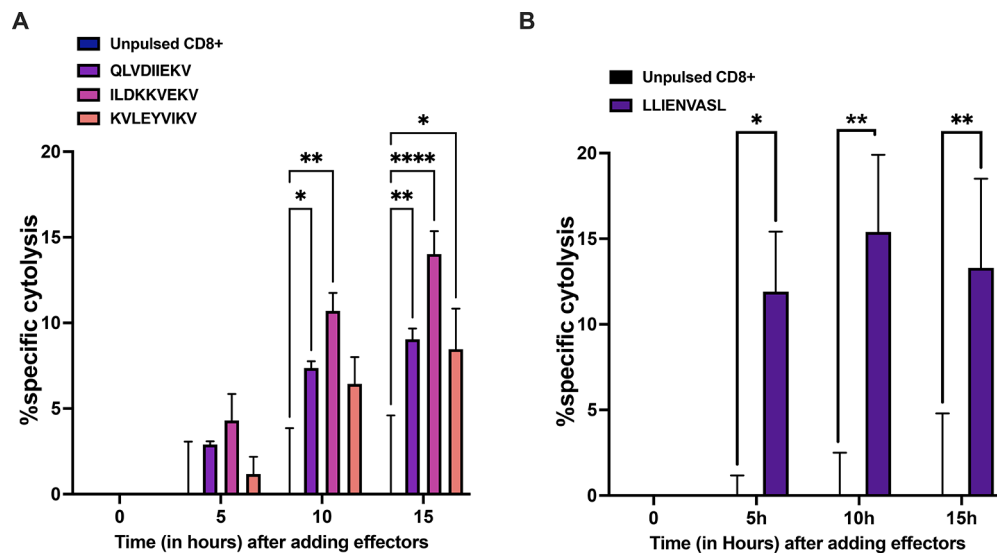 A
Unpulsed CD8+
QLVDIIEKV
ILDKKVEKV
KVLEYVIKV
%specific cytolysis
20
15
10
5
0
* ** ** **** *
0 5 10 15
Time (in hours) after adding effectors
B
Unpulsed CD8+
LLIENVASL
%specific cytolysis
20
15
10
5
0
* ** **
0 5h 10h 15h
Time (in Hours) after adding effectors